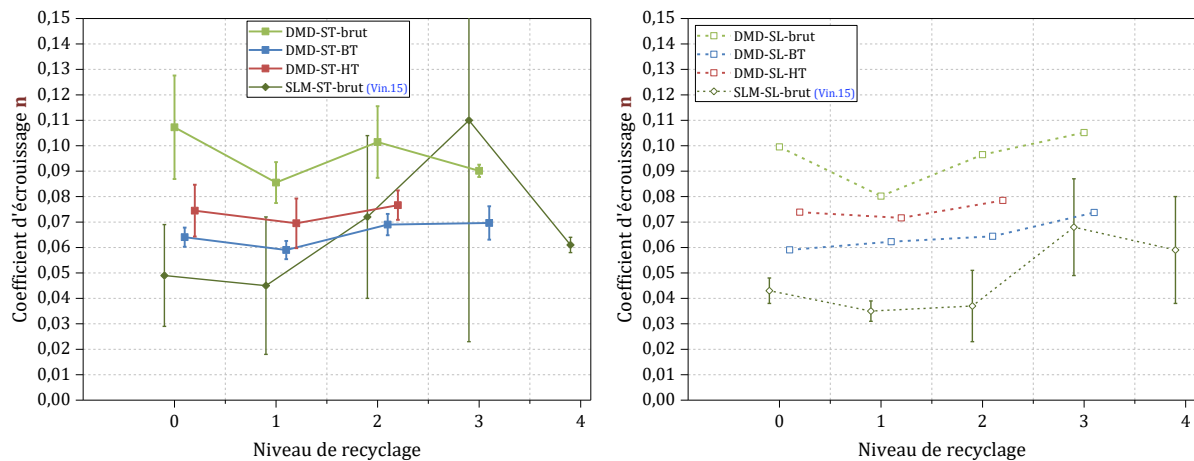 0,15
0,14
0,13
0,12
0,11
0,10
0,09
0,08
0,07
0,06
0,05
0,04
0,03
0,02
0,01
0,00
Coefficient d'écrouissage n
DMD-ST-brut
DMD-ST-BT
DMD-ST-HT
SLM-ST-brut (Vin.15)
0 1 2 3 4
Niveau de recyclage
0,15
0,14
0,13
0,12
0,11
0,10
0,09
0,08
0,07
0,06
0,05
0,04
0,03
0,02
0,01
0,00
Coefficient d'écrouissage n
DMD-SL-brut
DMD-SL-BT
DMD-SL-HT
SLM-SL-brut (Vin.15)
0 1 2 3 4
Niveau de recyclage